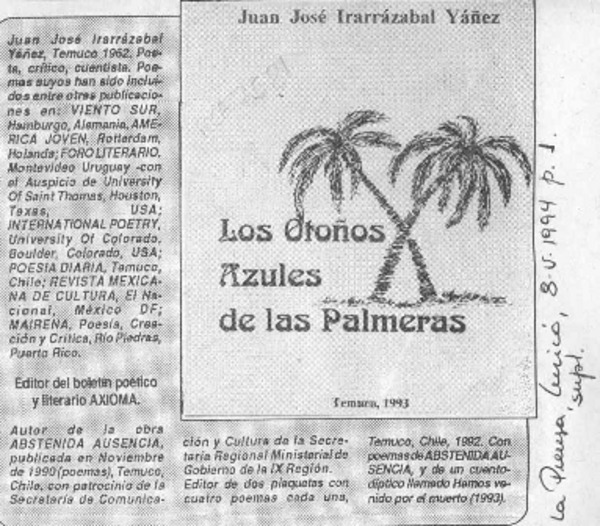 Juan José Irarrázabal
Yáñez, Temuco 1962. Poe-
ta, crítico, cuentista. Poe-
mas suyos han sido inclui-
dos entre otras publicacio-
nes en: VIENTO SUR,
Hamburgo, Alemania, AME-
RICA JOVEN, Rotterdam,
Holanda; FORO LITERARIO.
Montevideo Uruguay -con
el Auspicio de University
Of Saint Thomas, Houston,
Texas, USA;
INTERNATIONAL POETRY,
University Of Colorado.
Boulder, Colorado, USA;
POESIA DIARIA, Temuco,
Chile; REVISTA MEXICA-
NA DE CULTURA, El Na-
cional, México DF;
MAIRENA, Poesía, Crea-
ción y Crítica, Río Piedras,
Puerto Rico.
Editor del boletín poético
y literario AXIOMA.
Autor de la obra
ABSTENIDA AUSENCIA,
publicada en Noviembre
de 1990 (poemas), Temuco,
Chile, con patrocinio de la
Secretaría de Comunica-
Juan José Irarrázabal Yáñez
Los Otoños
Azules
de las Palmeras
Temuco, 1993
ción y Cultura de la Secre-
taría Regional Ministerial de
Gobierno de la IX Región.
Editor de dos plaquetas con
cuatro poemas cada una,
Temuco, Chile, 1992. Con
poemas de ABSTENIDA AU-
SENCIA, y de un cuento-
díptico llamado Hemos ve-
nido por el muerto (1993).
La Prensa, Curicó, 8-V-1994 p. 1.
supl.